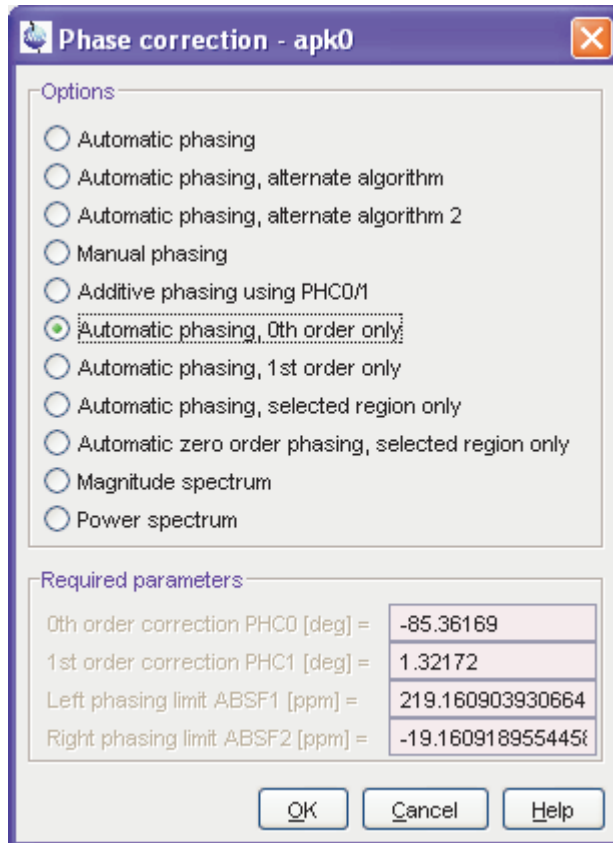 Phase correction - apk0
Options
Automatic phasing
Automatic phasing, alternate algorithm
Automatic phasing, alternate algorithm 2
Manual phasing
Additive phasing using PHC0/1
Automatic phasing, 0th order only
Automatic phasing, 1st order only
Automatic phasing, selected region only
Automatic zero order phasing, selected region only
Magnitude spectrum
Power spectrum
Required parameters
0th order correction PHC0 [deg] = -85.36169
1st order correction PHC1 [deg] = 1.32172
Left phasing limit ABSF1 [ppm] = 219.160903930664
Right phasing limit ABSF2 [ppm] = -19.1609189554458
OK Cancel Help